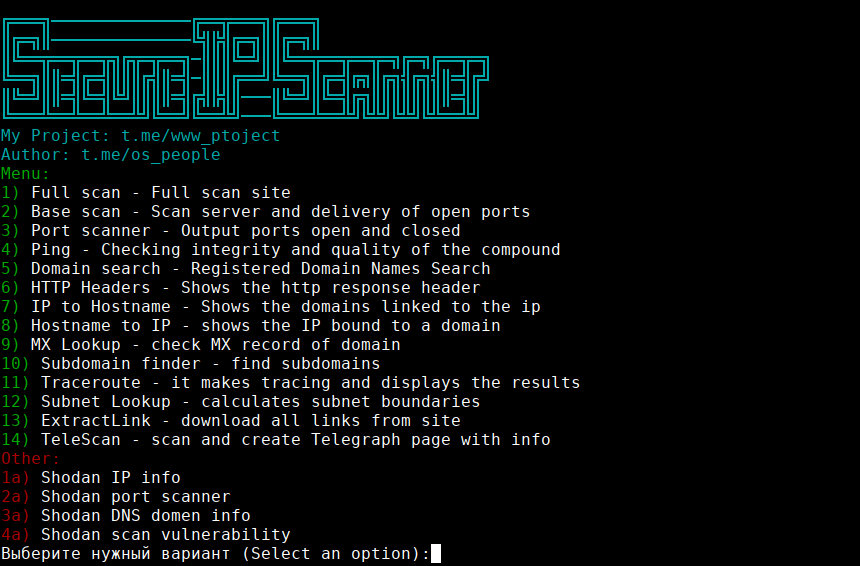 My Project: t.me/www_ptoject
Author: t.me/os_people
Menu:
1) Full scan - Full scan site
2) Base scan - Scan server and delivery of open ports
3) Port scanner - Output ports open and closed
4) Ping - Checking integrity and quality of the compound
5) Domain search - Registered Domain Names Search
6) HTTP Headers - Shows the http response header
7) IP to Hostname - Shows the domains linked to the ip
8) Hostname to IP - shows the IP bound to a domain
9) MX Lookup - check MX record of domain
10) Subdomain finder - find subdomains
11) Traceroute - it makes tracing and displays the results
12) Subnet Lookup - calculates subnet boundaries
13) ExtractLink - download all links from site
14) TeleScan - scan and create Telegraph page with info
Other:
1a) Shodan IP info
2a) Shodan port scanner
3a) Shodan DNS domen info
4a) Shodan scan vulnerability
Выберите нужный вариант (Select an option):